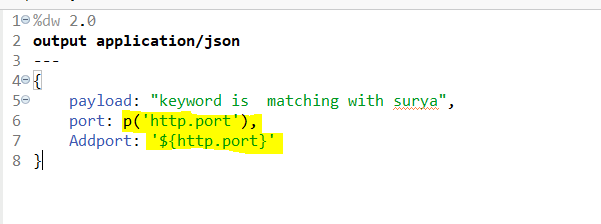 1 %dw 2.0
2 output application/json
3 ---
4 {
5 payload: "keyword is  matching with surya",
6 port: p('http.port'),
7 Addport: '${http.port}'
8 }